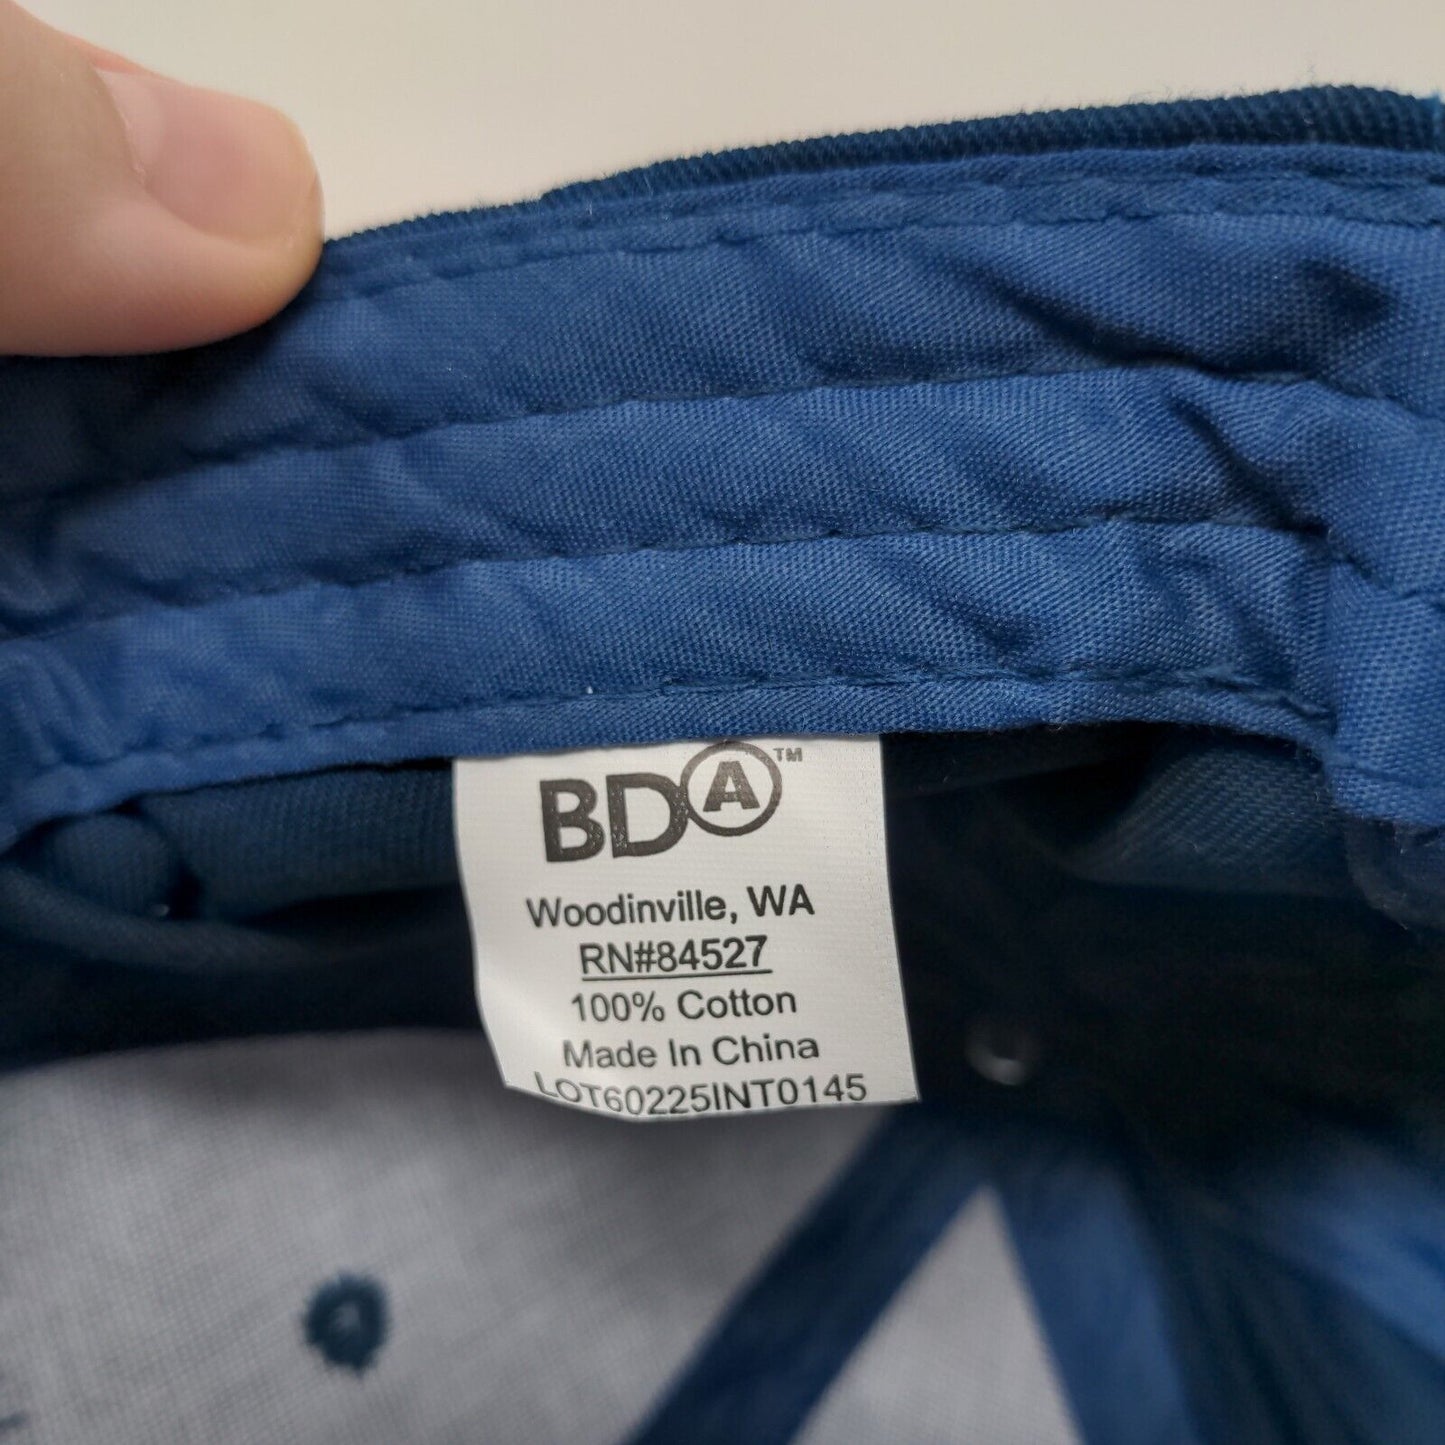 BDA™
Woodinville, WA
RN#84527
100% Cotton
Made In China
LOT60225INT0145